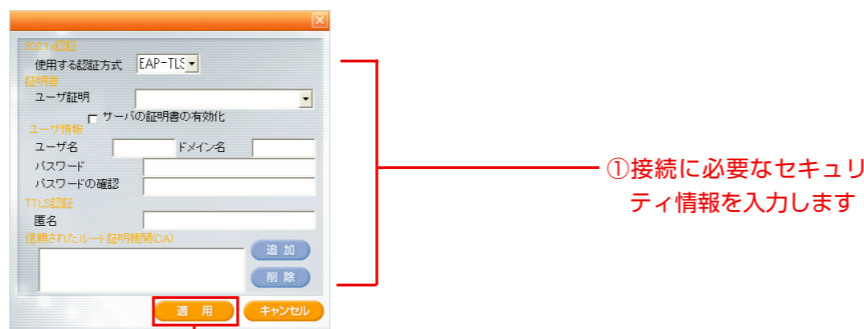 802.1x認証
使用する認証方式 EAP-TLS
証明書
ユーザ証明
サーバの証明書の有効化
ユーザ情報
ユーザ名 ドメイン名
パスワード
パスワードの確認
TTLS認証
匿名
信頼されたルート証明機関(CA)
追 加
削 除
適 用 キャンセル
①接続に必要なセキュリ
ティ情報を入力します